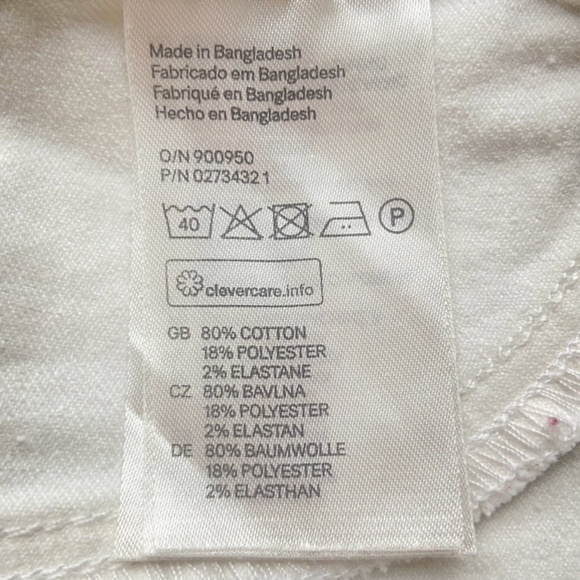 Made in Bangladesh
Fabricado em Bangladesh
Fabriqué en Bangladesh
Hecho en Bangladesh
O/N 900950
P/N 02734321
40 P
clevercare.info
GB 80% COTTON
18% POLYESTER
2% ELASTANE
CZ 80% BAVLNA
18% POLYESTER
2% ELASTAN
DE 80% BAUMWOLLE
18% POLYESTER
2% ELASTHAN